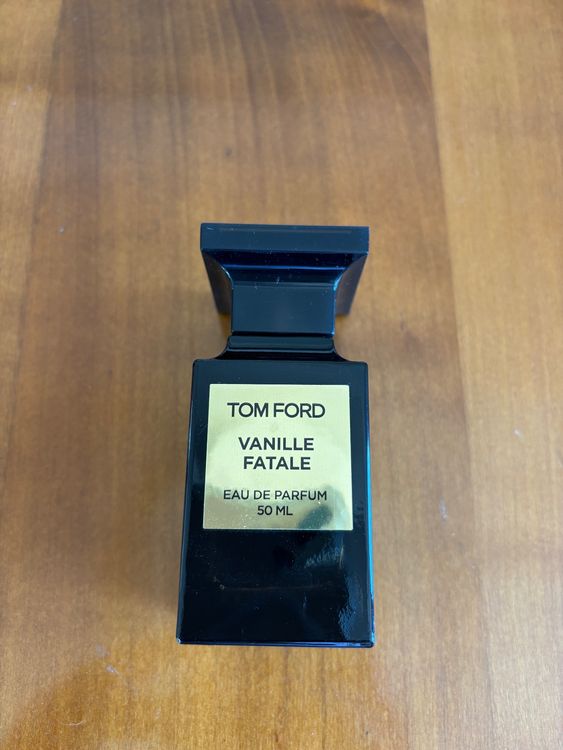 TOM FORD
VANILLE
FATALE
EAU DE PARFUM
50 ML